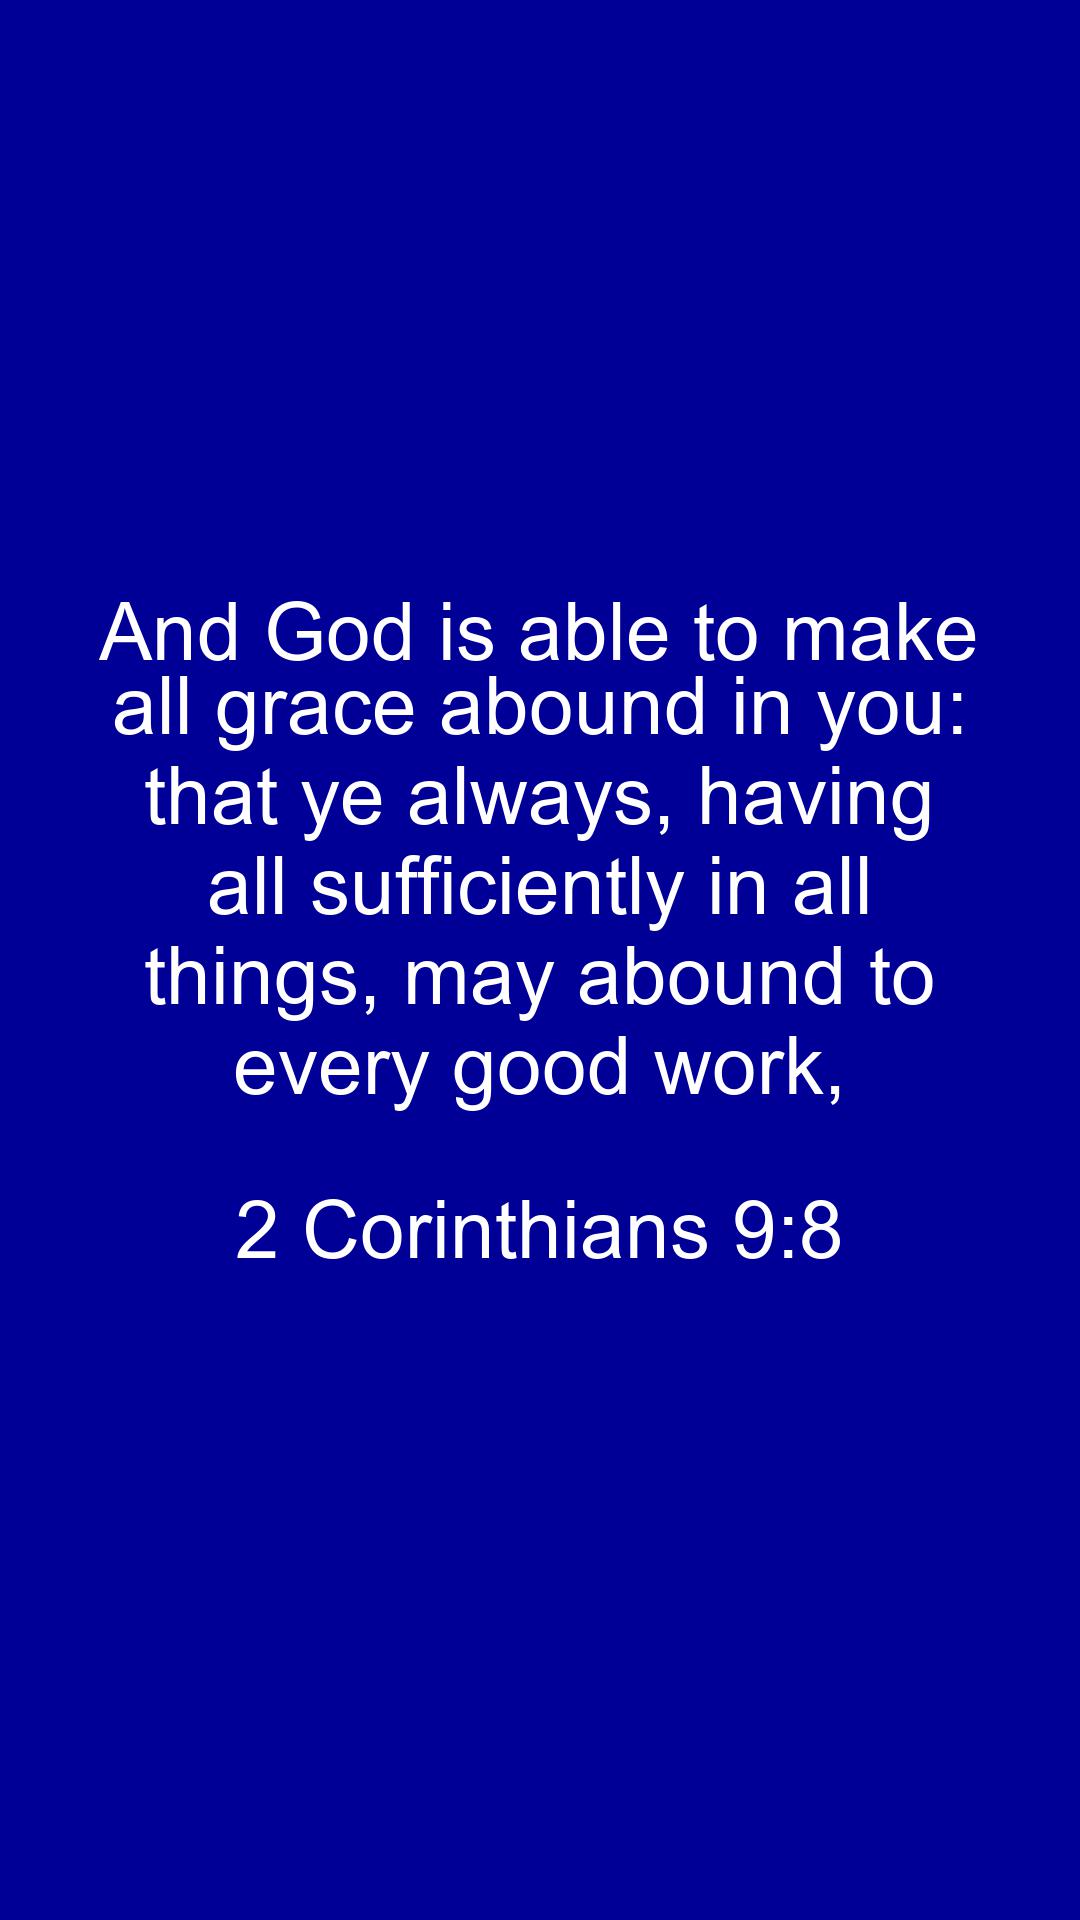 And God is able to make
all grace abound in you:
that ye always, having
all sufficiently in all
things, may abound to
every good work,
2 Corinthians 9:8